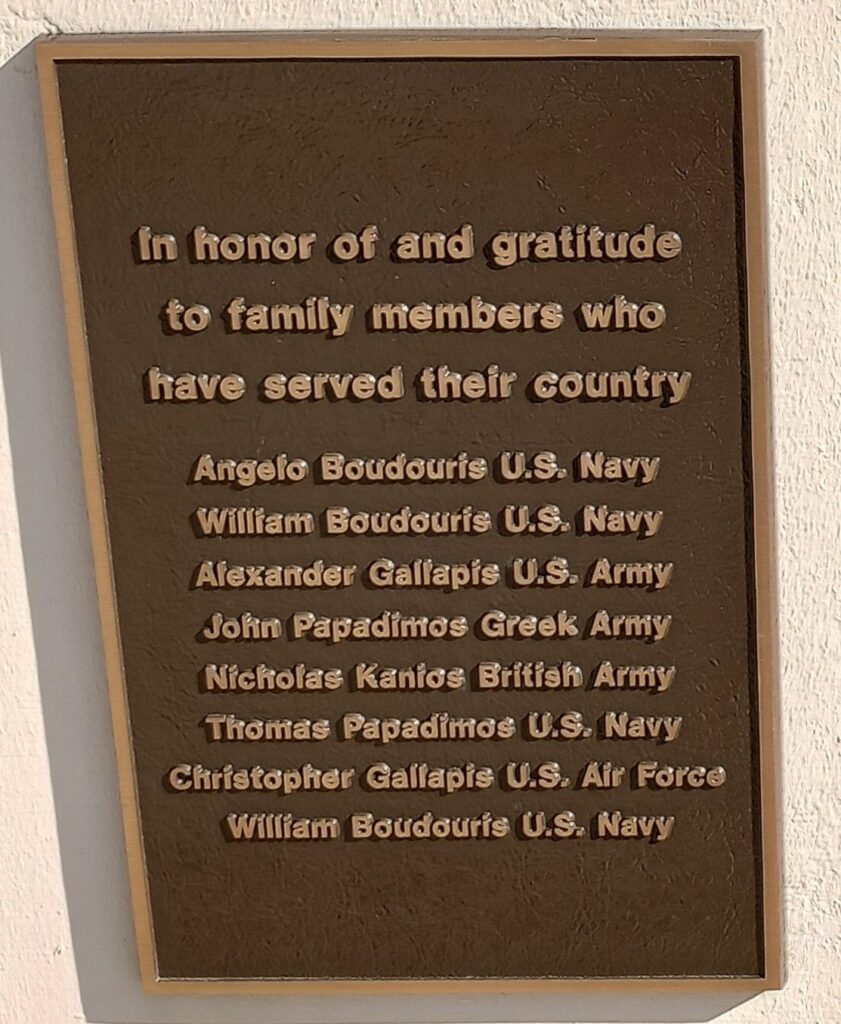 In honor of and gratitude
to family members who
have served their country
Angelo Boudouris U.S. Navy
William Boudouris U.S. Navy
Alexander Gallapis U.S. Army
John Papadimos Greek Army
Nicholas Kanios British Army
Thomas Papadimos U.S. Navy
Christopher Gallapis U.S. Air Force
William Boudouris U.S. Navy